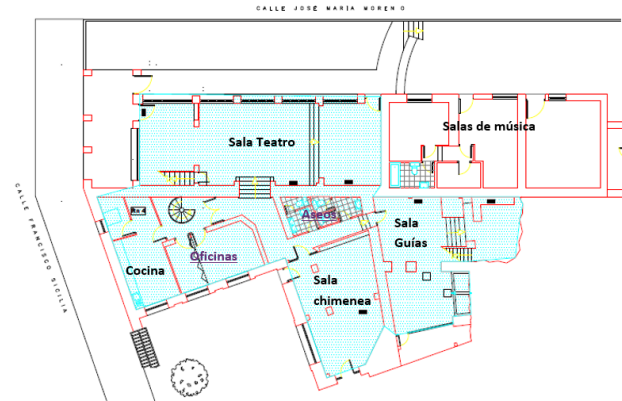 CALLE JOSÉ MARÍA MORENO
Sala Teatro
Salas de música
CALLE FRANCISCO SICILIA
Aseos
Sala
Guías
Oficinas
Cocina
Sala
chimenea